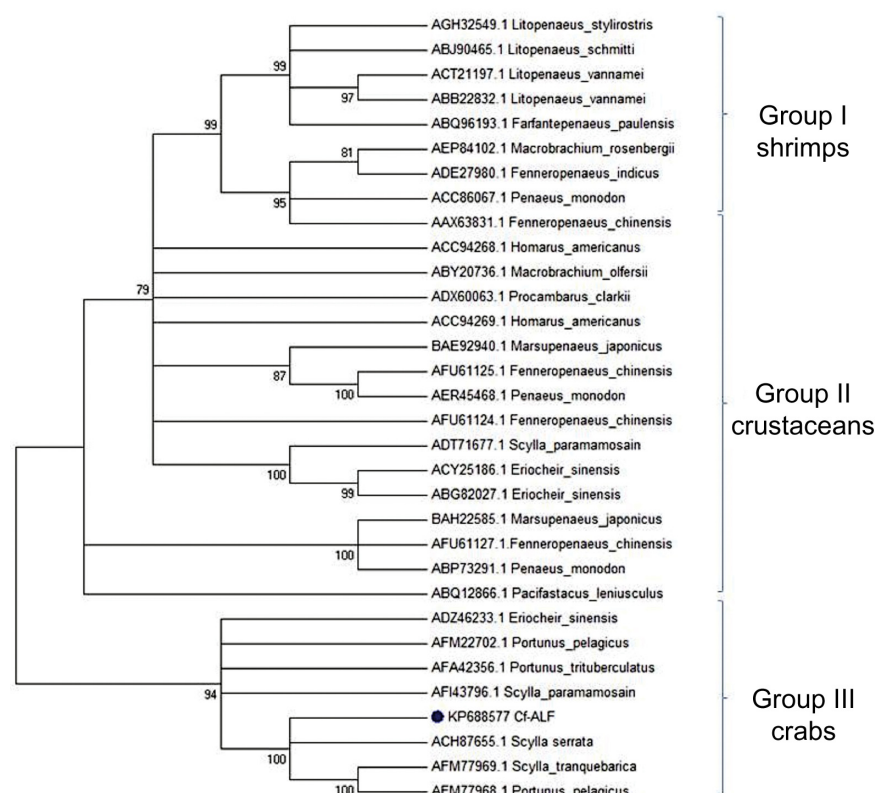 AGH32549.1 Litopenaeus_stylirostris
ABJ90465.1 Litopenaeus_schmitti
99
ACT21197.1 Litopenaeus_vannamei
97
ABB22832.1 Litopenaeus_vannamei
99
ABQ96193.1 Farfantepenaeus_paulensis
81
AEP84102.1 Macrobrachium_rosenbergii
ADE27980.1 Fenneropenaeus_indicus
95
ACC86067.1 Penaeus_monodon
Group I
shrimps
AAX63831.1 Fenneropenaeus_chinensis
ACC94268.1 Homarus_americanus
ABY20736.1 Macrobrachium_olfersii
79
ADX60063.1 Procambarus_clarkii
ACC94269.1 Homarus_americanus
BAE92940.1 Marsupenaeus_japonicus
87
AFU61125.1 Fenneropenaeus_chinensis
100
AER45468.1 Penaeus_monodon
AFU61124.1 Fenneropenaeus_chinensis
ADT71677.1 Scylla_paramamosain
100
ACY25186.1 Eriocheir_sinensis
99
ABG82027.1 Eriocheir_sinensis
BAH22585.1 Marsupenaeus_japonicus
AFU61127.1.Fenneropenaeus_chinensis
100
ABP73291.1 Penaeus_monodon
ABQ12866.1 Pacifastacus_leniusculus
Group II
crustaceans
ADZ46233.1 Eriocheir_sinensis
AFM22702.1 Portunus_pelagicus
AFA42356.1 Portunus_trituberculatus
94
AFI43796.1 Scylla_paramamosain
KP688577 Cf-ALF
ACH87655.1 Scylla serrata
100
AFM77969.1 Scylla_tranquebarica
100
AFM77968.1 Portunus_pelagicus
Group III
crabs